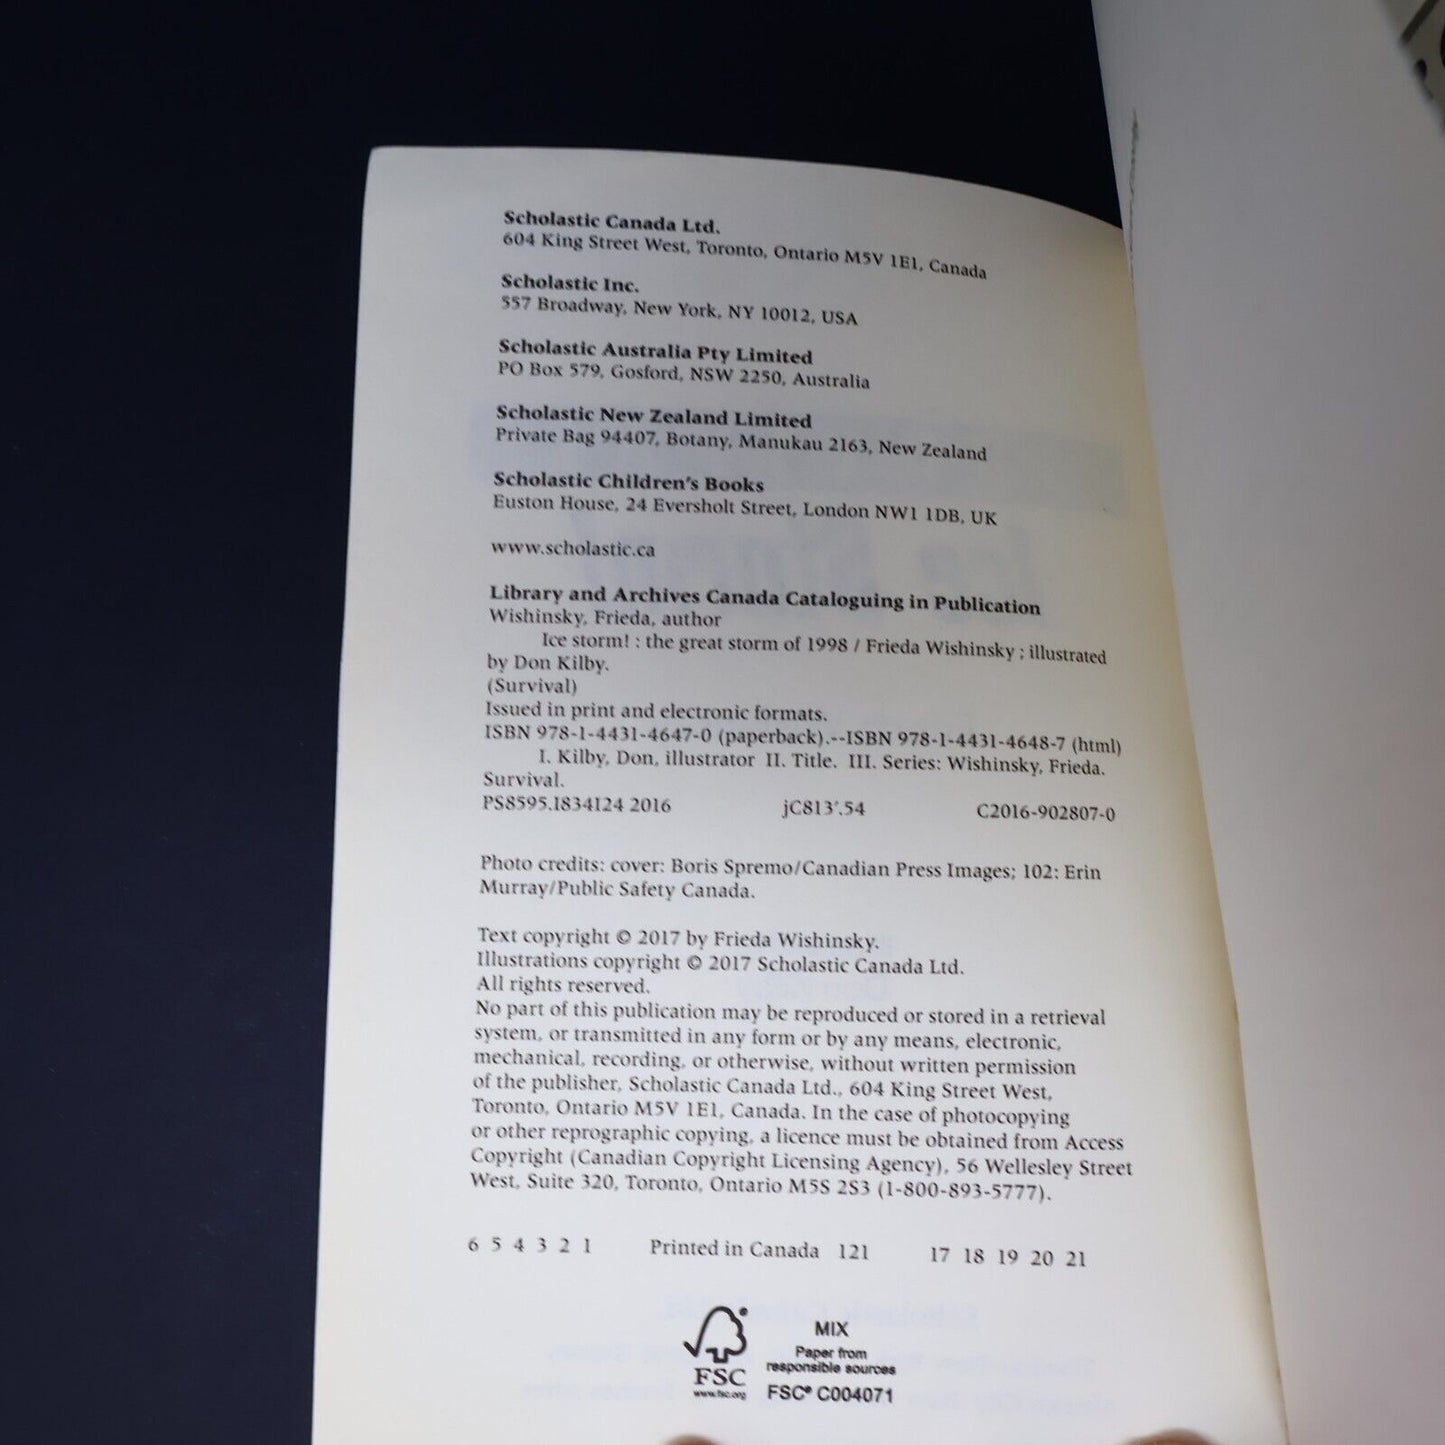 Scholastic Canada Ltd.
604 King Street West, Toronto, Ontario M5V 1E1, Canada
Scholastic Inc.
557 Broadway, New York, NY 10012, USA
Scholastic Australia Pty Limited
PO Box 579, Gosford, NSW 2250, Australia
Scholastic New Zealand Limited
Private Bag 94407, Botany, Manukau 2163, New Zealand
Scholastic Children's Books
Euston House, 24 Eversholt Street, London NW1 1DB, UK
www.scholastic.ca
Library and Archives Canada Cataloguing in Publication
Wishinsky, Frieda, author
Ice storm! : the great storm of 1998 / Frieda Wishinsky ; illustrated
by Don Kilby.
(Survival)
Issued in print and electronic formats.
ISBN 978-1-4431-4647-0 (paperback).--ISBN 978-1-4431-4648-7 (html)
I. Kilby, Don, illustrator II. Title. III. Series: Wishinsky, Frieda.
Survival.
PS8595.I834I24 2016 jC813'.54 C2016-902807-0
Photo credits: cover: Boris Spremo/Canadian Press Images; 102: Erin
Murray/Public Safety Canada.
Text copyright © 2017 by Frieda Wishinsky.
Illustrations copyright © 2017 Scholastic Canada Ltd.
All rights reserved.
No part of this publication may be reproduced or stored in a retrieval
system, or transmitted in any form or by any means, electronic,
mechanical, recording, or otherwise, without written permission
of the publisher, Scholastic Canada Ltd., 604 King Street West,
Toronto, Ontario M5V 1E1, Canada. In the case of photocopying
or other reprographic copying, a licence must be obtained from Access
Copyright (Canadian Copyright Licensing Agency), 56 Wellesley Street
West, Suite 320, Toronto, Ontario M5S 2S3 (1-800-893-5777).
6 5 4 3 2 1 Printed in Canada 121 17 18 19 20 21
FSC
www.fsc.org
MIX
Paper from
responsible sources
FSC® C004071